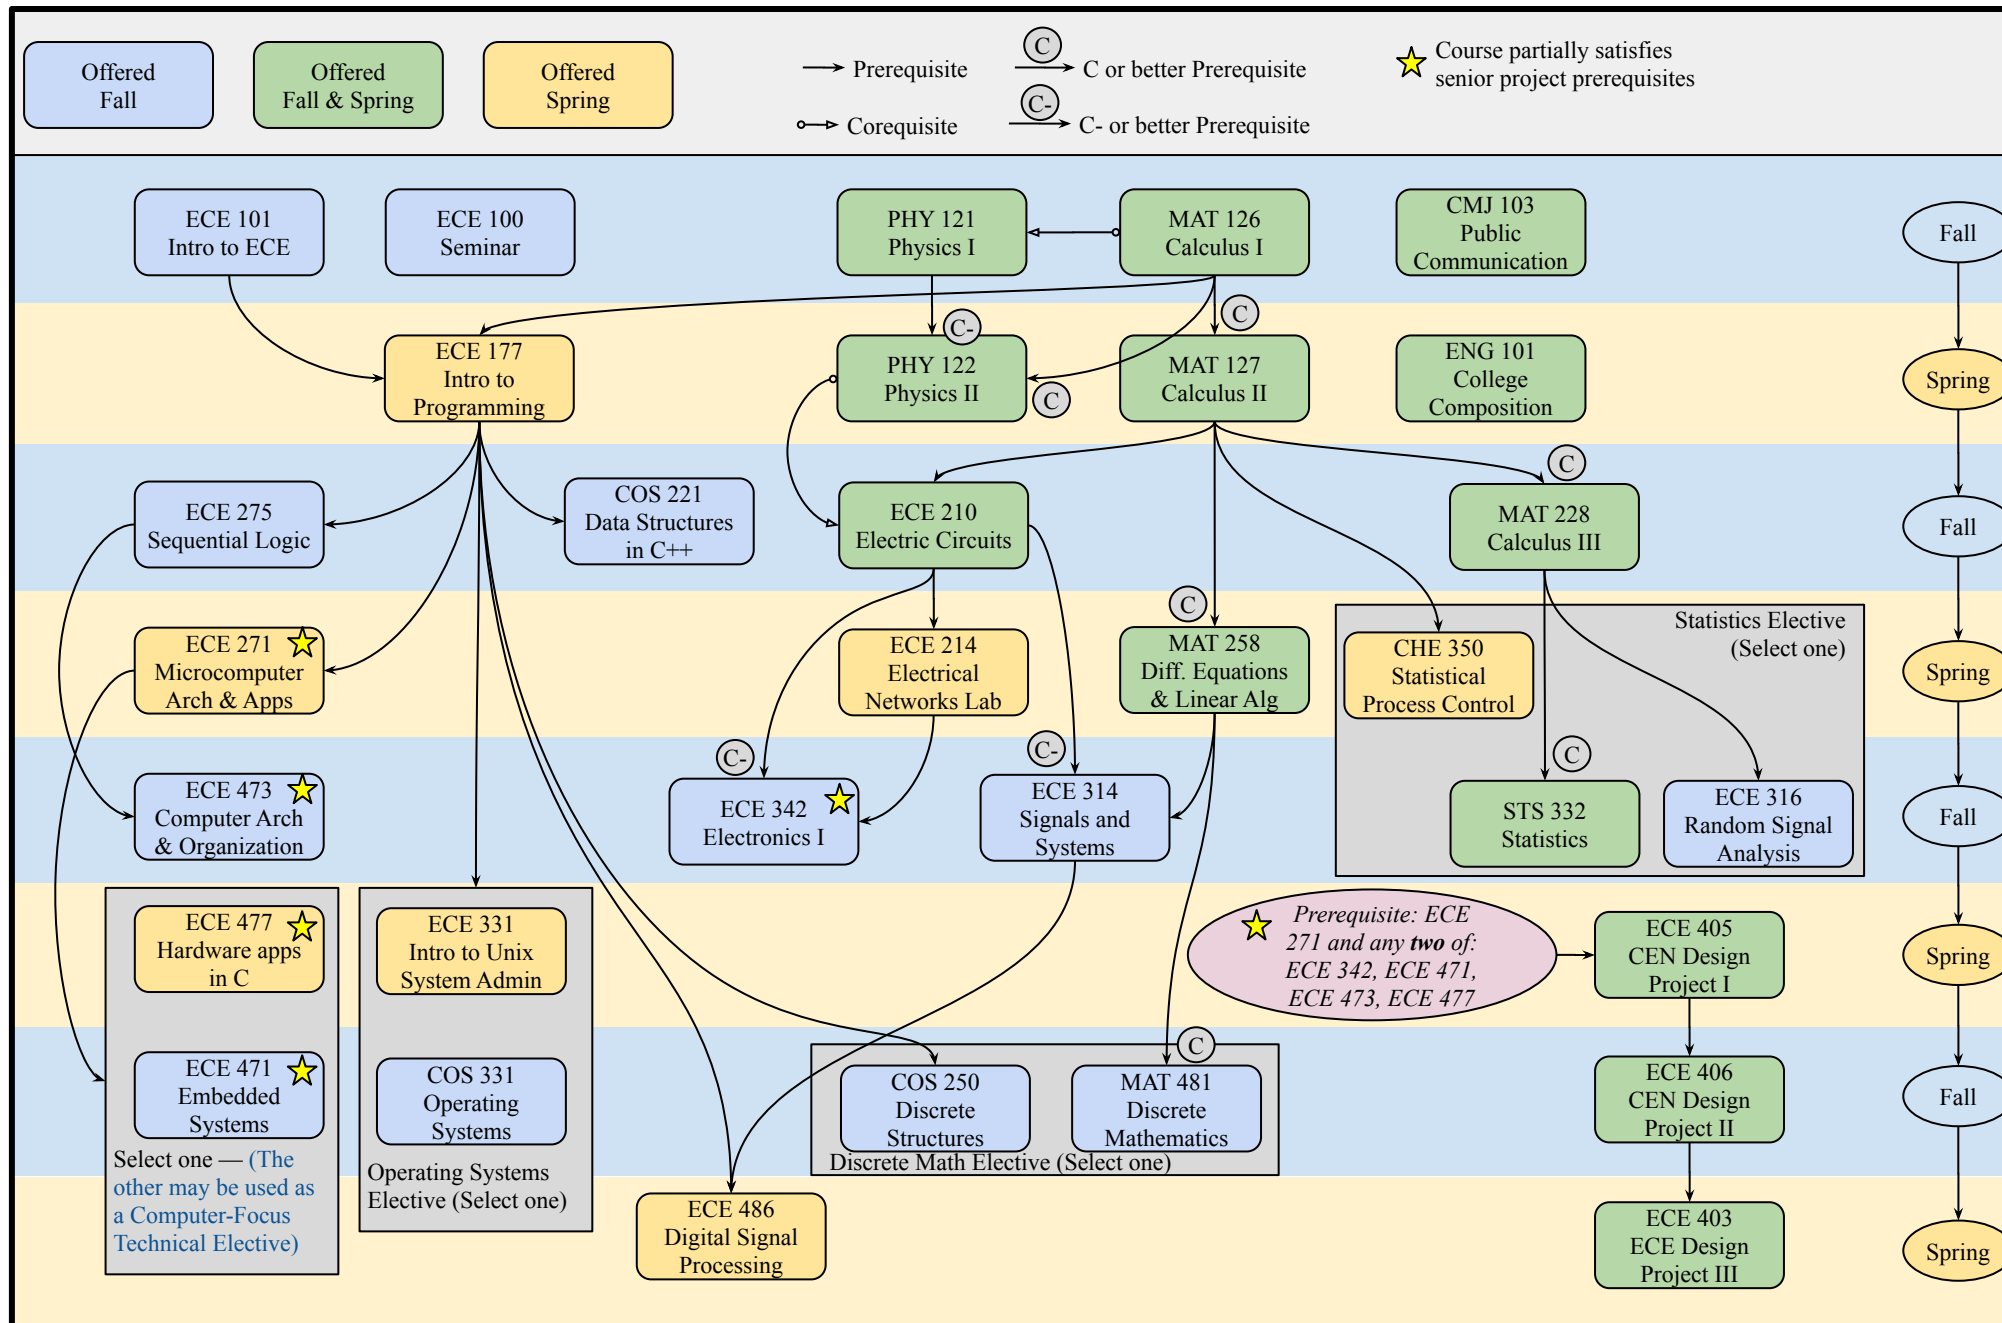 Offered
Fall
Offered
Fall & Spring
Offered
Spring
Prerequisite
Corequisite
C
C or better Prerequisite
C-
C- or better Prerequisite
Course partially satisfies
senior project prerequisites
ECE 101
Intro to ECE
ECE 100
Seminar
PHY 121
Physics I
MAT 126
Calculus I
CMJ 103
Public
Communication
Fall
C-
C
ECE 177
Intro to
Programming
PHY 122
Physics II
C
MAT 127
Calculus II
ENG 101
College
Composition
Spring
C
ECE 275
Sequential Logic
COS 221
Data Structures
in C++
ECE 210
Electric Circuits
MAT 228
Calculus III
Fall
C
ECE 271
Microcomputer
Arch & Apps
ECE 214
Electrical
Networks Lab
MAT 258
Diff. Equations
& Linear Alg
Statistics Elective
(Select one)
CHE 350
Statistical
Process Control
Spring
C-
C-
C
ECE 473
Computer Arch
& Organization
ECE 342
Electronics I
ECE 314
Signals and
Systems
STS 332
Statistics
ECE 316
Random Signal
Analysis
Fall
ECE 477
Hardware apps
in C
ECE 331
Intro to Unix
System Admin
Prerequisite: ECE
271 and any two of:
ECE 342, ECE 471,
ECE 473, ECE 477
ECE 405
CEN Design
Project I
Spring
C
ECE 471
Embedded
Systems
COS 331
Operating
Systems
COS 250
Discrete
Structures
MAT 481
Discrete
Mathematics
Discrete Math Elective (Select one)
ECE 406
CEN Design
Project II
Fall
Select one — (The
other may be used as
a Computer-Focus
Technical Elective)
Operating Systems
Elective (Select one)
ECE 486
Digital Signal
Processing
ECE 403
ECE Design
Project III
Spring